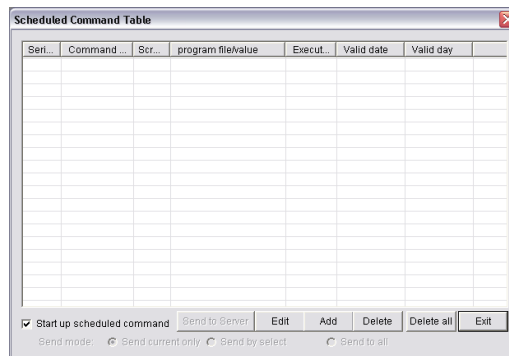 Scheduled Command Table
Seri... Command ... Scr... program file/value Execut... Valid date Valid day
Start up scheduled command Send to Server Edit Add Delete Delete all Exit
Send mode: Send current only Send by select Send to all